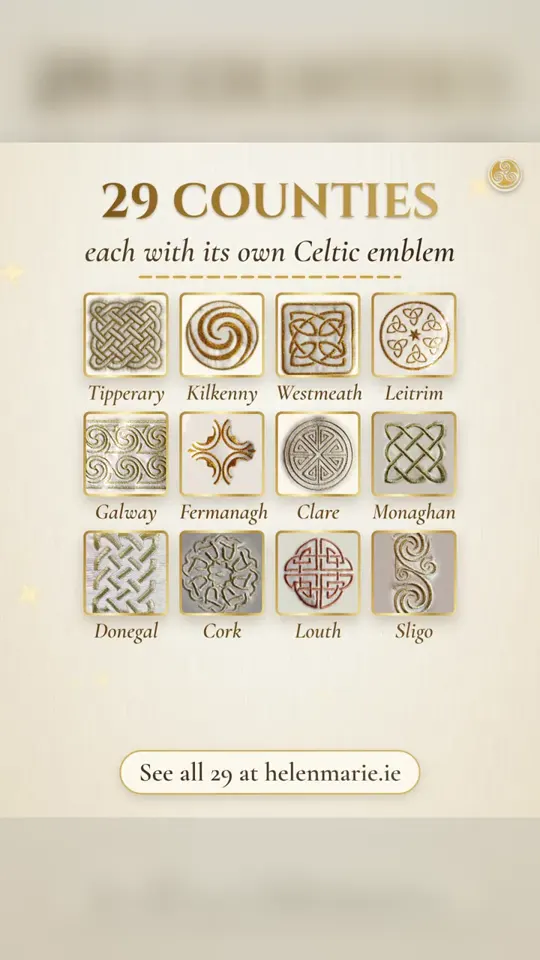 29 COUNTIES
each with its own Celtic emblem
Tipperary Kilkenny Westmeath Leitrim
Galway Fermanagh Clare Monaghan
Donegal Cork Louth Sligo
See all 29 at helenmarie.ie